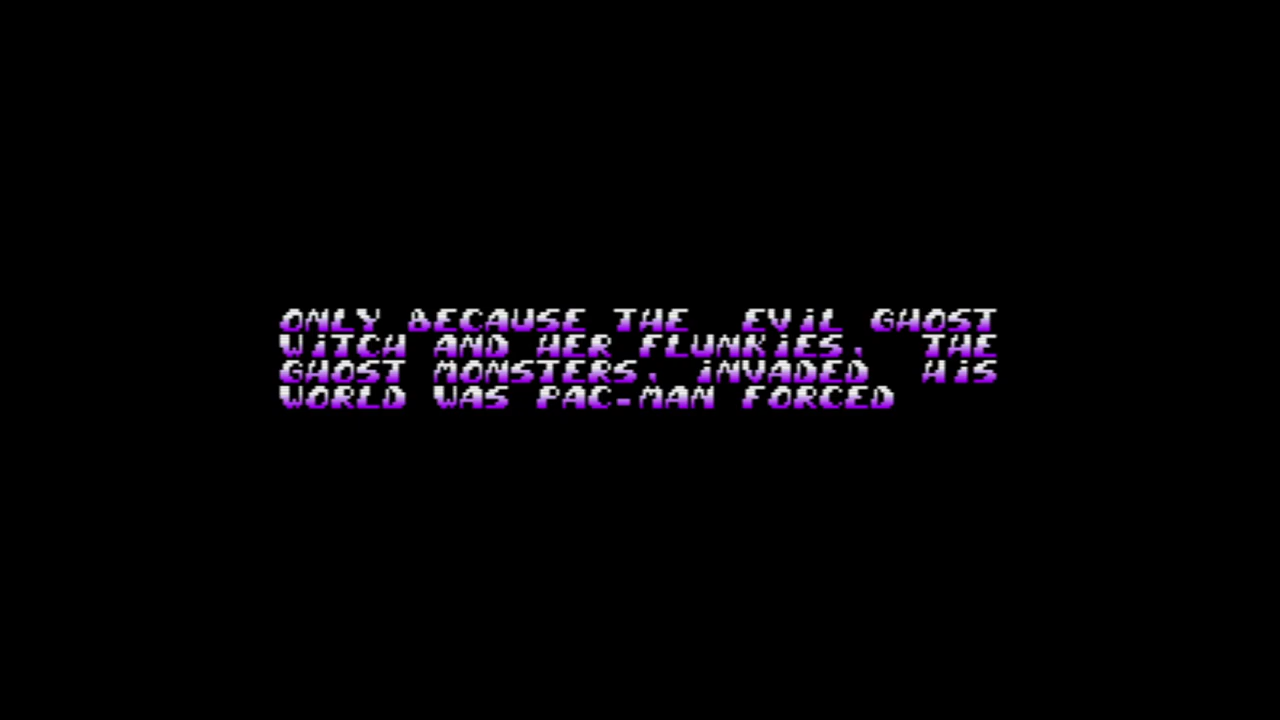 ONLY BECAUSE THE  EViL GHOST
WiTCH AND HER FLUNKiES,  THE
GHOST MONSTERS, iNVADED  HiS
WORLD WAS PAC-MAN FORCED